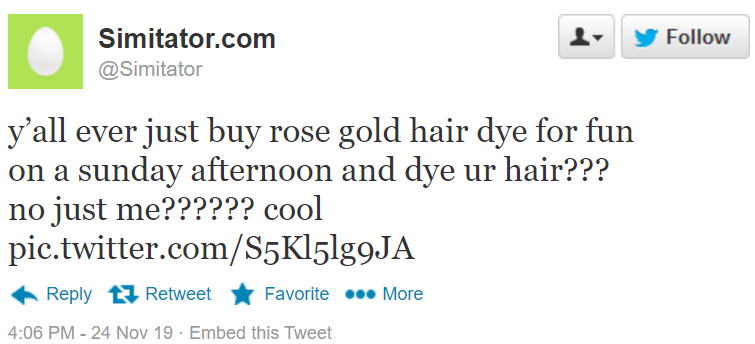 Simitator.com
@Simitator
Follow
y’all ever just buy rose gold hair dye for fun
on a sunday afternoon and dye ur hair???
no just me?????? cool
pic.twitter.com/S5Kl5lg9JA
Reply Retweet Favorite More
4:06 PM - 24 Nov 19 · Embed this Tweet